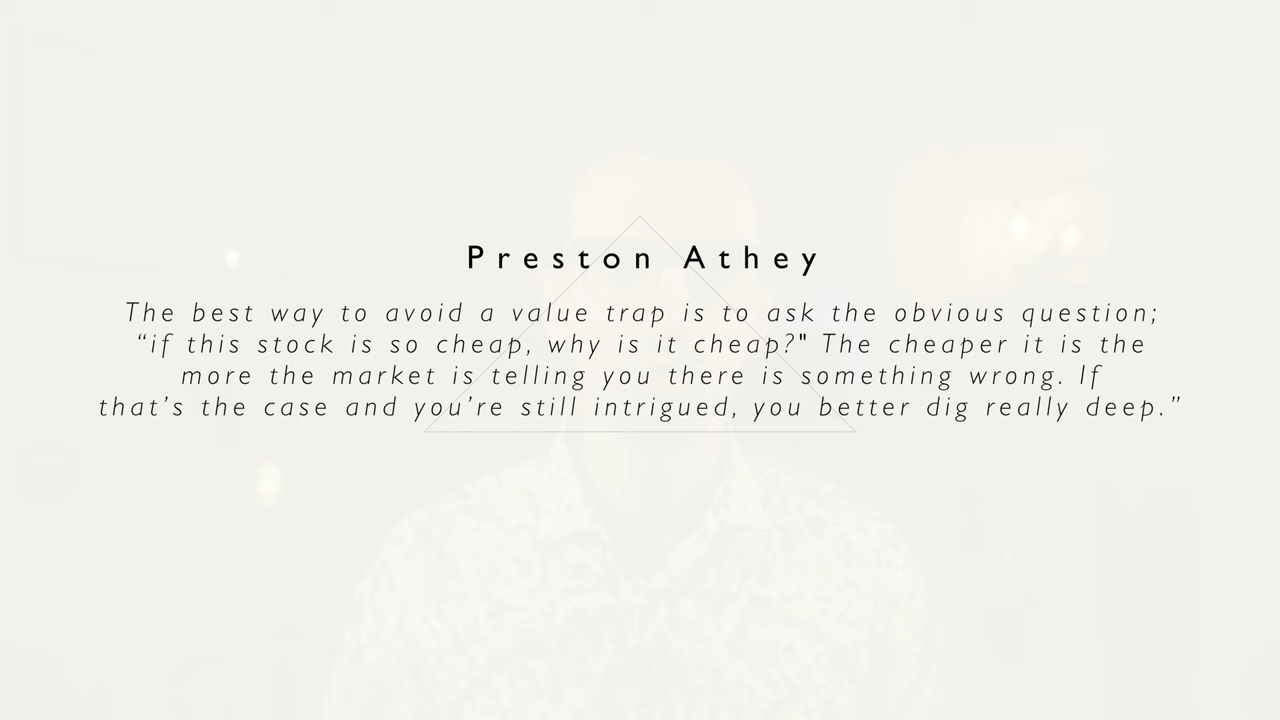 Preston Athey
The best way to avoid a value trap is to ask the obvious question;
“if this stock is so cheap, why is it cheap?" The cheaper it is the
more the market is telling you there is something wrong. If
that’s the case and you’re still intrigued, you better dig really deep.”